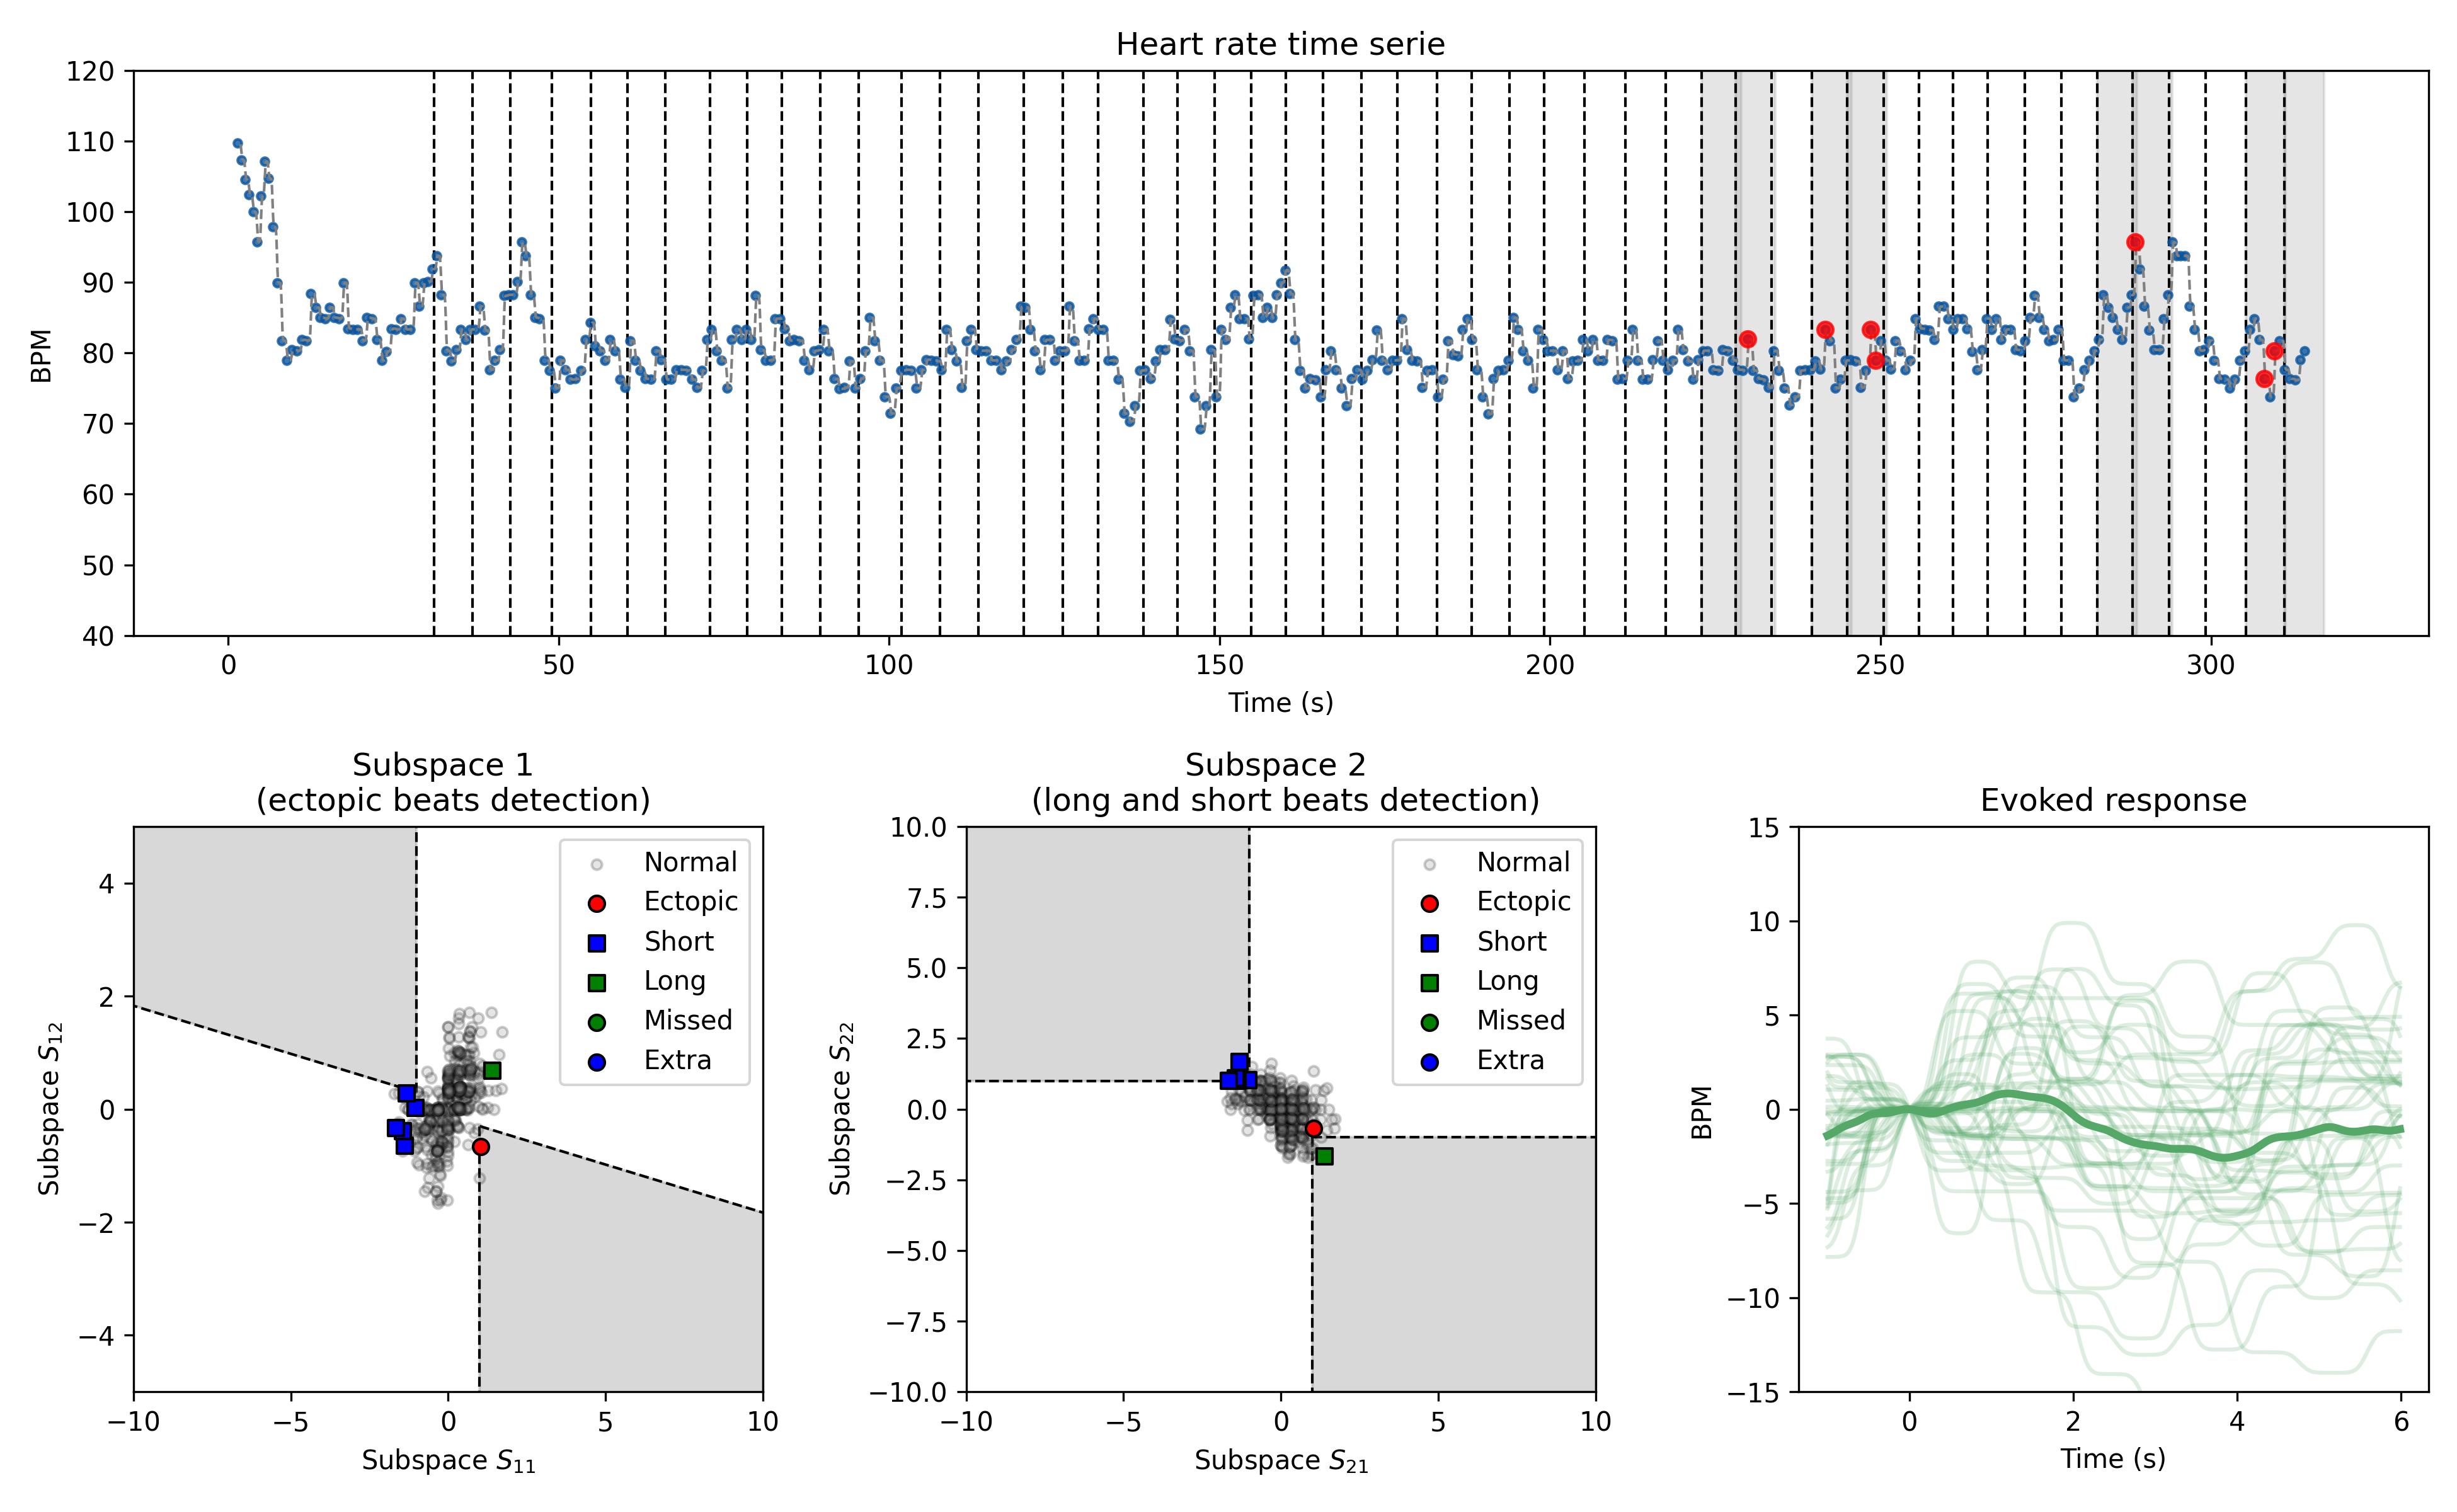 Heart rate time serie
120
110
100
90
80
70
60
50
40
BPM
0 50 100 150 200 250 300
Time (s)
Subspace 1
(ectopic beats detection)
4
2
0
−2
−4
Subspace S₁₂
Normal
Ectopic
Short
Long
Missed
Extra
−10 −5 0 5 10
Subspace S₁₁
Subspace 2
(long and short beats detection)
10.0
7.5
5.0
2.5
0.0
−2.5
−5.0
−7.5
−10.0
Subspace S₂₂
Normal
Ectopic
Short
Long
Missed
Extra
−10 −5 0 5 10
Subspace S₂₁
Evoked response
15
10
5
0
−5
−10
−15
BPM
0 2 4 6
Time (s)